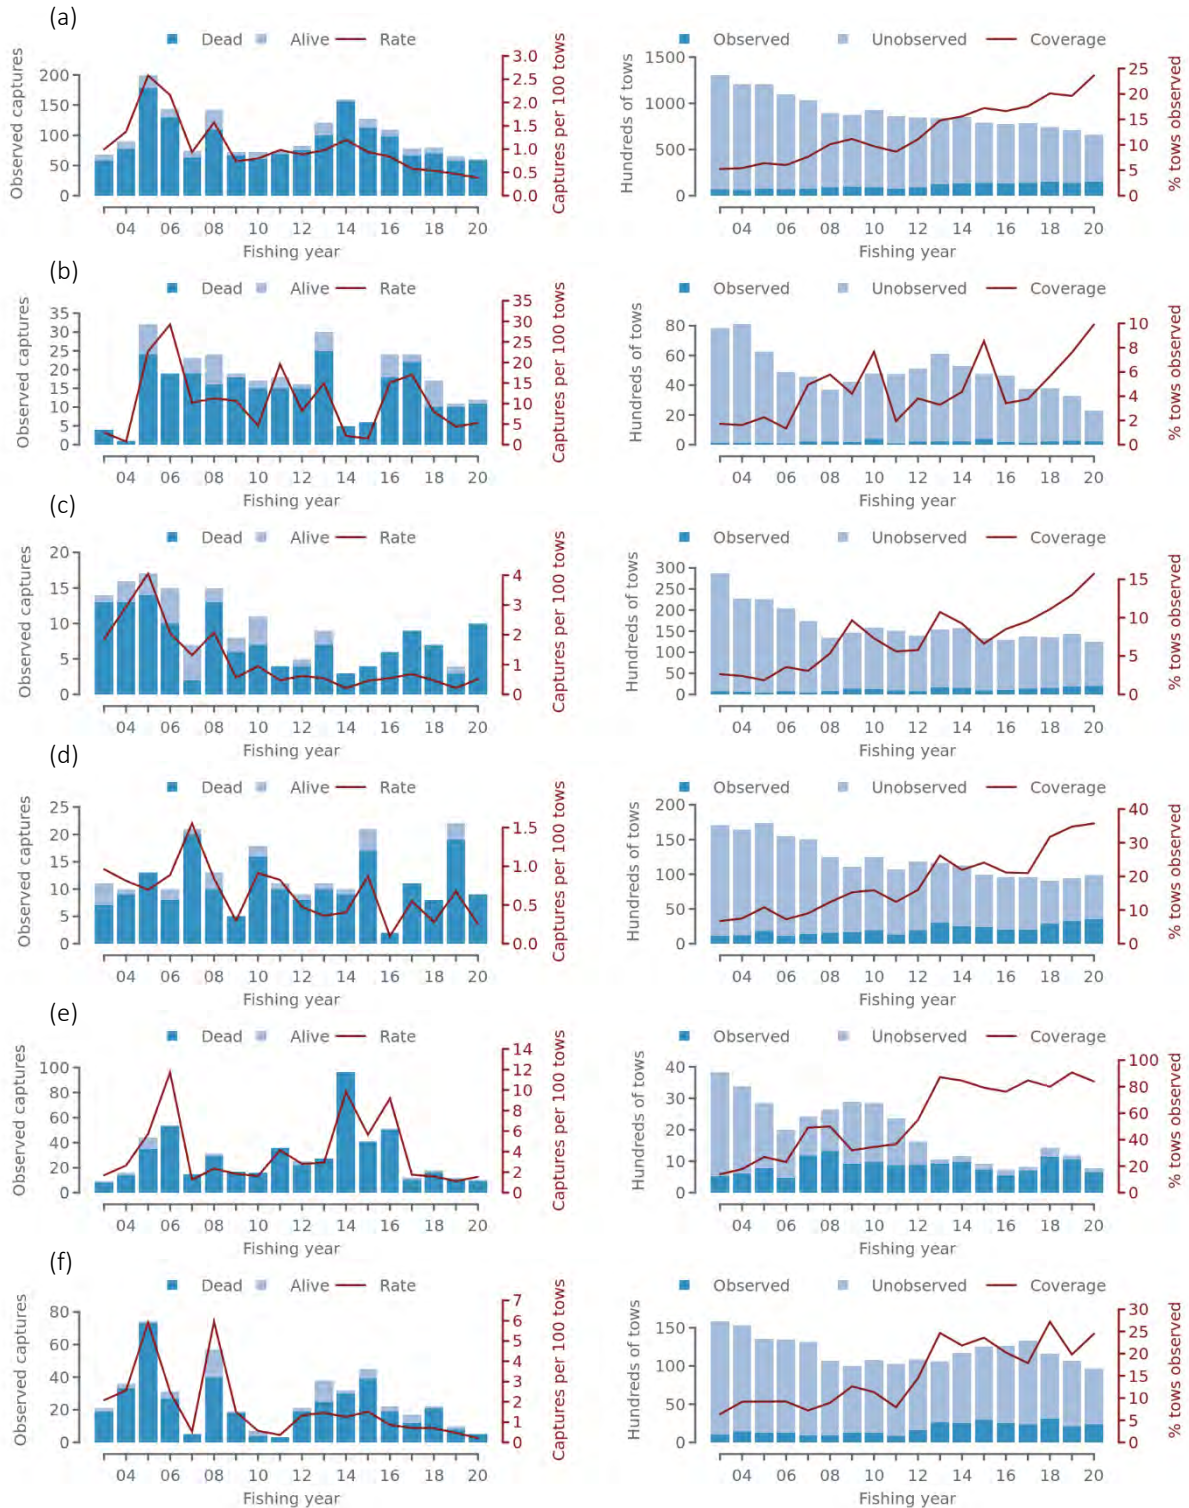 (a)
Dead Alive Rate
Observed captures
200
150
100
50
0
3.0
2.5
2.0
1.5
1.0
0.5
0.0
Captures per 100 tows
04 06 08 10 12 14 16 18 20
Fishing year
Observed Unobserved Coverage
Hundreds of tows
1500
1000
500
0
25
20
15
10
5
0
% tows observed
04 06 08 10 12 14 16 18 20
Fishing year
(b)
Dead Alive Rate
Observed captures
35
30
25
20
15
10
5
0
35
30
25
20
15
10
5
0
Captures per 100 tows
04 06 08 10 12 14 16 18 20
Fishing year
Observed Unobserved Coverage
Hundreds of tows
80
60
40
20
0
10
8
6
4
2
0
% tows observed
04 06 08 10 12 14 16 18 20
Fishing year
(c)
Dead Alive Rate
Observed captures
20
15
10
5
0
4
3
2
1
0
Captures per 100 tows
04 06 08 10 12 14 16 18 20
Fishing year
Observed Unobserved Coverage
Hundreds of tows
300
250
200
150
100
50
0
15
10
5
0
% tows observed
04 06 08 10 12 14 16 18 20
Fishing year
(d)
Dead Alive Rate
Observed captures
25
20
15
10
5
0
1.5
1.0
0.5
0.0
Captures per 100 tows
04 06 08 10 12 14 16 18 20
Fishing year
Observed Unobserved Coverage
Hundreds of tows
200
150
100
50
0
40
30
20
10
0
% tows observed
04 06 08 10 12 14 16 18 20
Fishing year
(e)
Dead Alive Rate
Observed captures
100
80
60
40
20
0
14
12
10
8
6
4
2
0
Captures per 100 tows
04 06 08 10 12 14 16 18 20
Fishing year
Observed Unobserved Coverage
Hundreds of tows
40
30
20
10
0
100
80
60
40
20
0
% tows observed
04 06 08 10 12 14 16 18 20
Fishing year
(f)
Dead Alive Rate
Observed captures
80
60
40
20
0
7
6
5
4
3
2
1
0
Captures per 100 tows
04 06 08 10 12 14 16 18 20
Fishing year
Observed Unobserved Coverage
Hundreds of tows
150
100
50
0
30
25
20
15
10
5
0
% tows observed
04 06 08 10 12 14 16 18 20
Fishing year